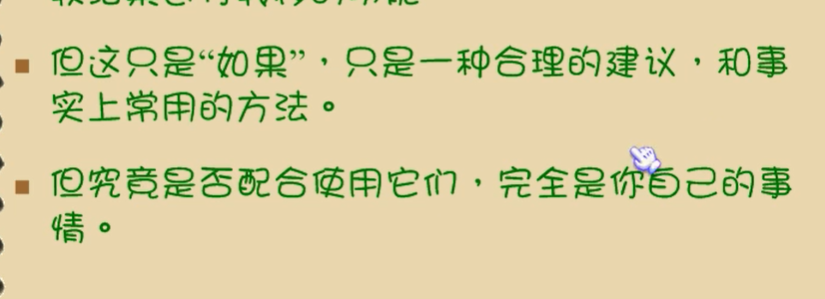 但这只是“如果”，只是一种合理的建议，和事
实上常用的方法。
但究竟是否配合使用它们，完全是你自己的事
情。